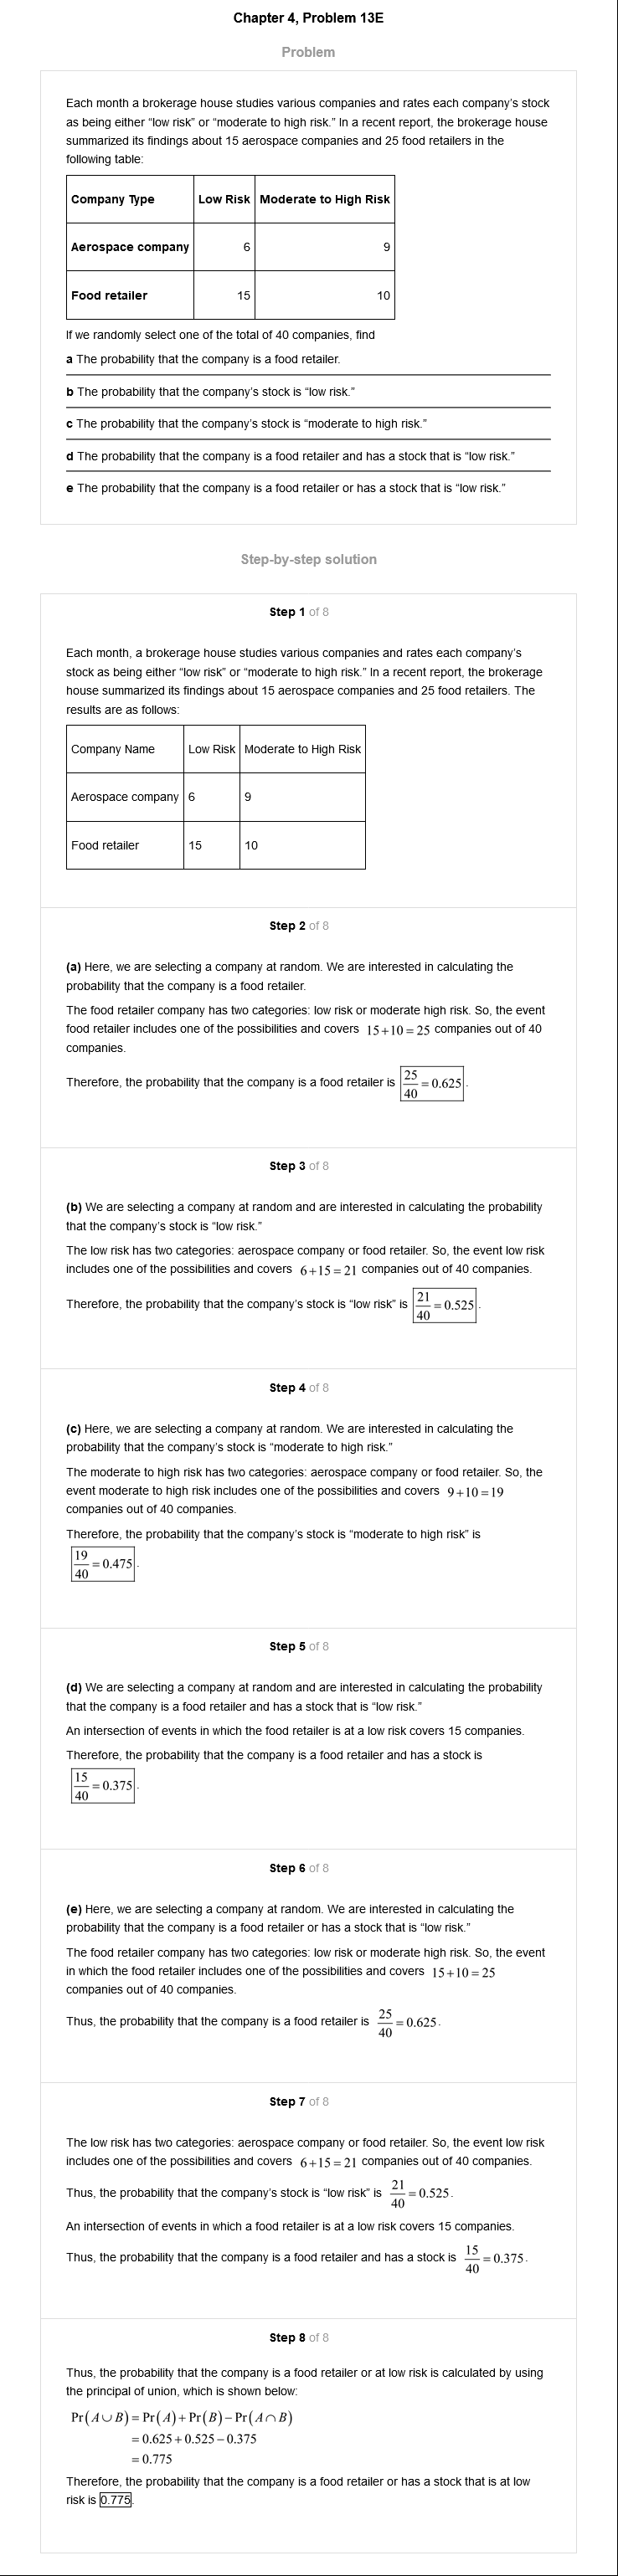 Chapter 4, Problem 13E
Problem
Each month a brokerage house studies various companies and rates each company's stock
as being either “low risk” or “moderate to high risk.” In a recent report, the brokerage house
summarized its findings about 15 aerospace companies and 25 food retailers in the
following table:
Company Type Low Risk Moderate to High Risk
Aerospace company 6 9
Food retailer 15 10
If we randomly select one of the total of 40 companies, find
a The probability that the company is a food retailer.
b The probability that the company's stock is “low risk.”
c The probability that the company's stock is “moderate to high risk.”
d The probability that the company is a food retailer and has a stock that is “low risk.”
e The probability that the company is a food retailer or has a stock that is “low risk.”
Step-by-step solution
Step 1 of 8
Each month, a brokerage house studies various companies and rates each company's
stock as being either “low risk” or “moderate to high risk.” In a recent report, the brokerage
house summarized its findings about 15 aerospace companies and 25 food retailers. The
results are as follows:
Company Name Low Risk Moderate to High Risk
Aerospace company 6 9
Food retailer 15 10
Step 2 of 8
(a) Here, we are selecting a company at random. We are interested in calculating the
probability that the company is a food retailer.
The food retailer company has two categories: low risk or moderate high risk. So, the event
food retailer includes one of the possibilities and covers 15+10=25 companies out of 40
companies.
Therefore, the probability that the company is a food retailer is 25/40 = 0.625.
Step 3 of 8
(b) We are selecting a company at random and are interested in calculating the probability
that the company's stock is “low risk.”
The low risk has two categories: aerospace company or food retailer. So, the event low risk
includes one of the possibilities and covers 6+15=21 companies out of 40 companies.
Therefore, the probability that the company's stock is “low risk” is 21/40 = 0.525.
Step 4 of 8
(c) Here, we are selecting a company at random. We are interested in calculating the
probability that the company's stock is “moderate to high risk.”
The moderate to high risk has two categories: aerospace company or food retailer. So, the
event moderate to high risk includes one of the possibilities and covers 9+10=19
companies out of 40 companies.
Therefore, the probability that the company's stock is “moderate to high risk” is
19/40 = 0.475.
Step 5 of 8
(d) We are selecting a company at random and are interested in calculating the probability
that the company is a food retailer and has a stock that is “low risk.”
An intersection of events in which the food retailer is at a low risk covers 15 companies.
Therefore, the probability that the company is a food retailer and has a stock is
15/40 = 0.375.
Step 6 of 8
(e) Here, we are selecting a company at random. We are interested in calculating the
probability that the company is a food retailer or has a stock that is “low risk.”
The food retailer company has two categories: low risk or moderate high risk. So, the event
in which the food retailer includes one of the possibilities and covers 15+10=25
companies out of 40 companies.
Thus, the probability that the company is a food retailer is 25/40 = 0.625.
Step 7 of 8
The low risk has two categories: aerospace company or food retailer. So, the event low risk
includes one of the possibilities and covers 6+15=21 companies out of 40 companies.
Thus, the probability that the company's stock is “low risk” is 21/40 = 0.525.
An intersection of events in which a food retailer is at a low risk covers 15 companies.
Thus, the probability that the company is a food retailer and has a stock is 15/40 = 0.375.
Step 8 of 8
Thus, the probability that the company is a food retailer or at low risk is calculated by using
the principal of union, which is shown below:
Pr(A∪B)=Pr(A)+Pr(B)−Pr(A∩B)
= 0.625+0.525−0.375
= 0.775
Therefore, the probability that the company is a food retailer or has a stock that is at low
risk is 0.775.